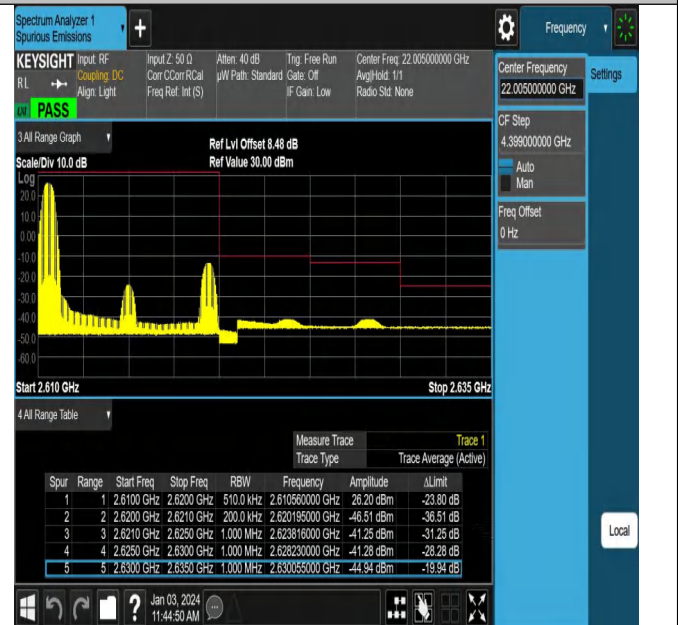 Spectrum Analyzer 1
Spurious Emissions
+
Frequency
KEYSIGHT Input: RF Input Z: 50 Ω Atten: 40 dB Trig: Free Run Center Freq: 22.005000000 GHz
RL Coupling: DC Corr CCorr RCal µW Path: Standard Gate: Off Avg|Hold: 1/1
Align: Light Freq Ref: Int (S) IF Gain: Low Radio Std: None
PASS
Center Frequency
22.005000000 GHz
Settings
CF Step
4.399000000 GHz
Auto
Man
Freq Offset
0 Hz
3 All Range Graph
Ref Lvl Offset 8.48 dB
Scale/Div 10.0 dB Ref Value 30.00 dBm
Log
20.0
10.0
0.00
-10.0
-20.0
-30.0
-40.0
-50.0
-60.0
Start 2.610 GHz Stop 2.635 GHz
4 All Range Table
Measure Trace Trace 1
Trace Type Trace Average (Active)
Spur Range Start Freq Stop Freq RBW Frequency Amplitude ΔLimit
1 1 2.6100 GHz 2.6200 GHz 510.0 kHz 2.610560000 GHz 26.20 dBm -23.80 dB
2 2 2.6200 GHz 2.6210 GHz 200.0 kHz 2.620195000 GHz -46.51 dBm -36.51 dB
3 3 2.6210 GHz 2.6250 GHz 1.000 MHz 2.623816000 GHz -41.25 dBm -31.25 dB
4 4 2.6250 GHz 2.6300 GHz 1.000 MHz 2.628230000 GHz -41.28 dBm -28.28 dB
5 5 2.6300 GHz 2.6350 GHz 1.000 MHz 2.630055000 GHz -44.94 dBm -19.94 dB
Local
? Jan 03, 2024
11:44:50 AM